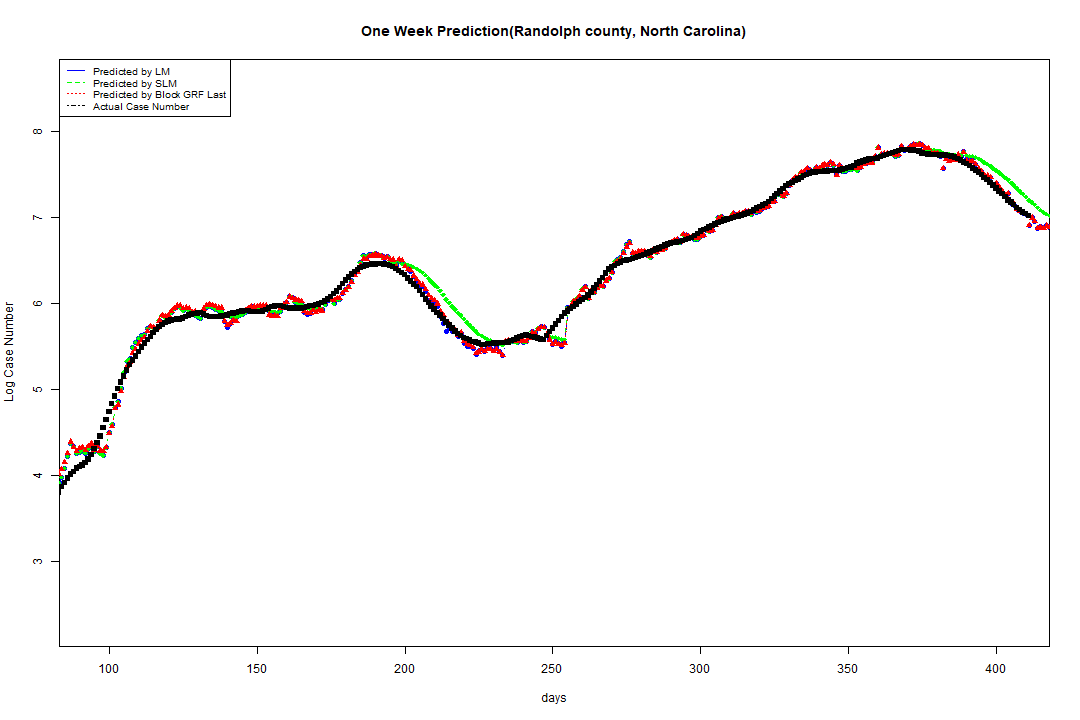 One Week Prediction(Randolph county, North Carolina)
Predicted by LM
Predicted by SLM
Predicted by Block GRF Last
Actual Case Number
8
7
6
5
4
3
Log Case Number
100 150 200 250 300 350 400
days